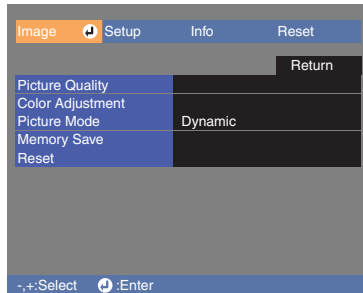 Image Setup Info Reset
Return
Picture Quality
Color Adjustment
Picture Mode Dynamic
Memory Save
Reset
-,+:Select :Enter